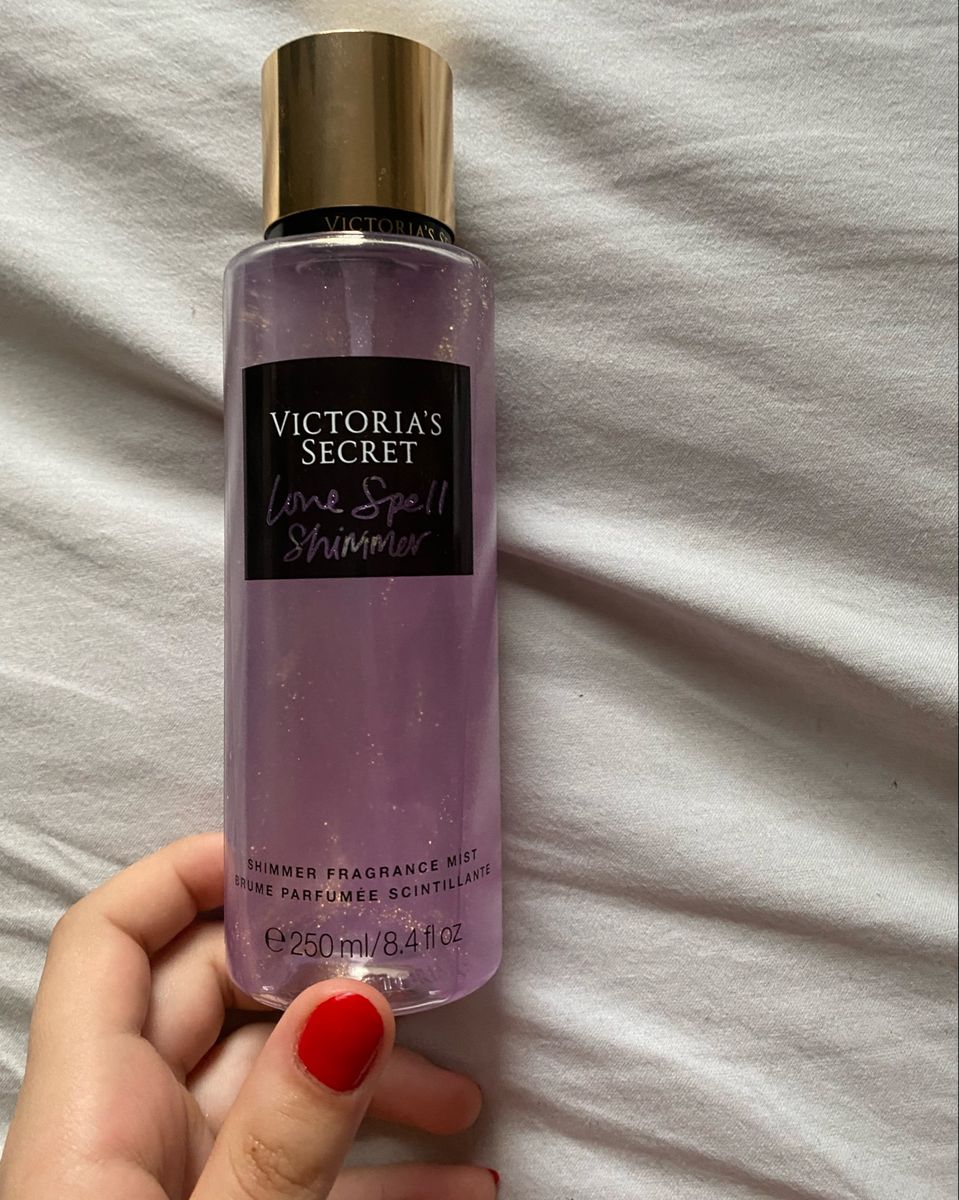 VICTORIA'S S
VICTORIA'S
SECRET
Love Spell
Shimmer
SHIMMER FRAGRANCE MIST
BRUME PARFUMÉE SCINTILLANTE
℮ 250 ml/8.4 fl oz